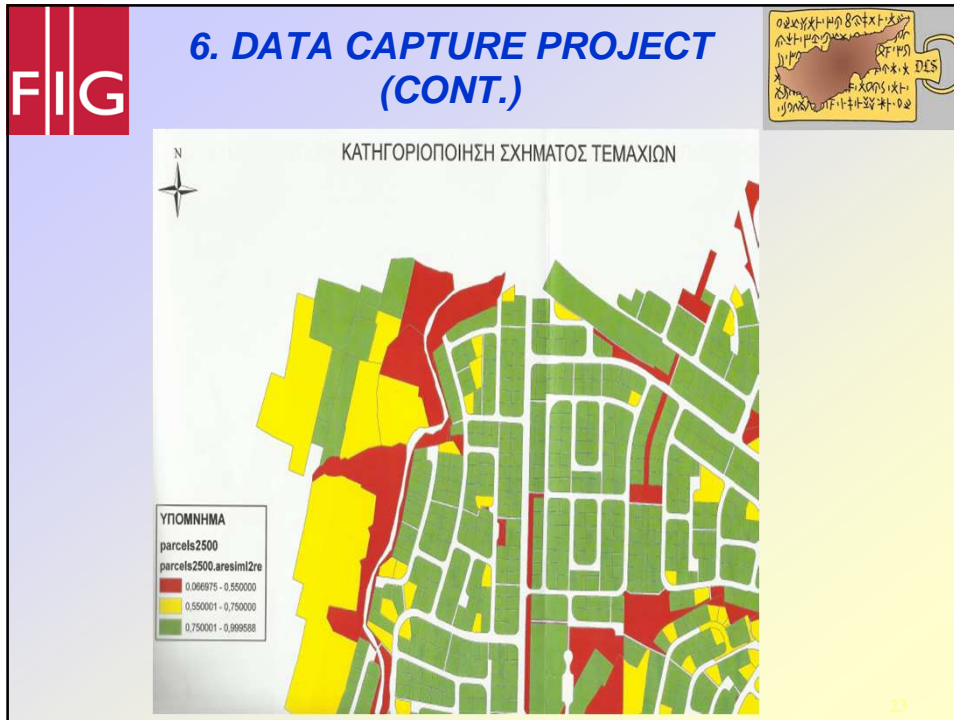 FIG
6. DATA CAPTURE PROJECT
(CONT.)
DLS
N
ΚΑΤΗΓΟΡΙΟΠΟΙΗΣΗ ΣΧΗΜΑΤΟΣ ΤΕΜΑΧΙΩΝ
ΥΠΟΜΝΗΜΑ
parcels2500
parcels2500.aresiml2re
0,066975 - 0,550000
0,550001 - 0,750000
0,750001 - 0,999588
23